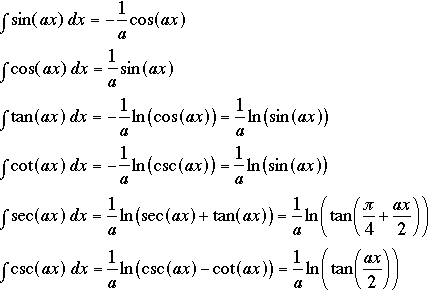 ∫ sin(ax) dx = −1/a cos(ax)
∫ cos(ax) dx = 1/a sin(ax)
∫ tan(ax) dx = −1/a ln(cos(ax)) = 1/a ln(sin(ax))
∫ cot(ax) dx = −1/a ln(csc(ax)) = 1/a ln(sin(ax))
∫ sec(ax) dx = 1/a ln(sec(ax) + tan(ax)) = 1/a ln(tan(π/4 + ax/2))
∫ csc(ax) dx = 1/a ln(csc(ax) − cot(ax)) = 1/a ln(tan(ax/2))